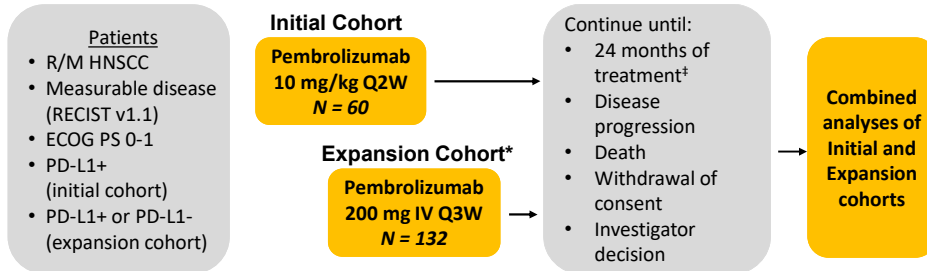 Patients
• R/M HNSCC
• Measurable disease
(RECIST v1.1)
• ECOG PS 0-1
• PD-L1+
(initial cohort)
• PD-L1+ or PD-L1-
(expansion cohort)
Initial Cohort
Pembrolizumab
10 mg/kg Q2W
N = 60
Expansion Cohort*
Pembrolizumab
200 mg IV Q3W
N = 132
Continue until:
• 24 months of
treatment‡
• Disease
progression
• Death
• Withdrawal of
consent
• Investigator
decision
Combined
analyses of
Initial and
Expansion
cohorts